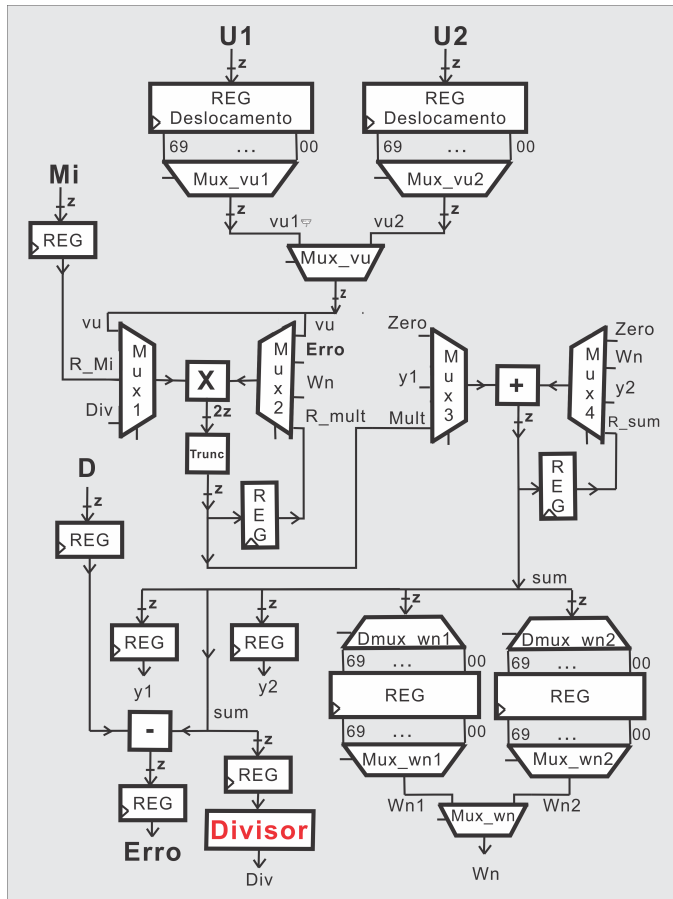 U1
U2
z
z
REG
Deslocamento
REG
Deslocamento
69 ... 00
69 ... 00
Mux_vu1
Mux_vu2
Mi
z
REG
z
z
vu1
vu2
Mux_vu
z
vu
vu
Mux1
Mux2
R_Mi
Div
X
Erro
Wn
R_mult
2z
Trunc
z
REG
Zero
y1
Mult
Mux3
+
Mux4
Zero
Wn
y2
R_sum
z
REG
D
z
REG
sum
z
z
z
z
REG
REG
y1
y2
Dmux_wn1
Dmux_wn2
69 ... 00
69 ... 00
REG
REG
69 ... 00
69 ... 00
Mux_wn1
Mux_wn2
Wn1
Wn2
Mux_wn
Wn
sum
-
z
z
REG
REG
Erro
Divisor
Div